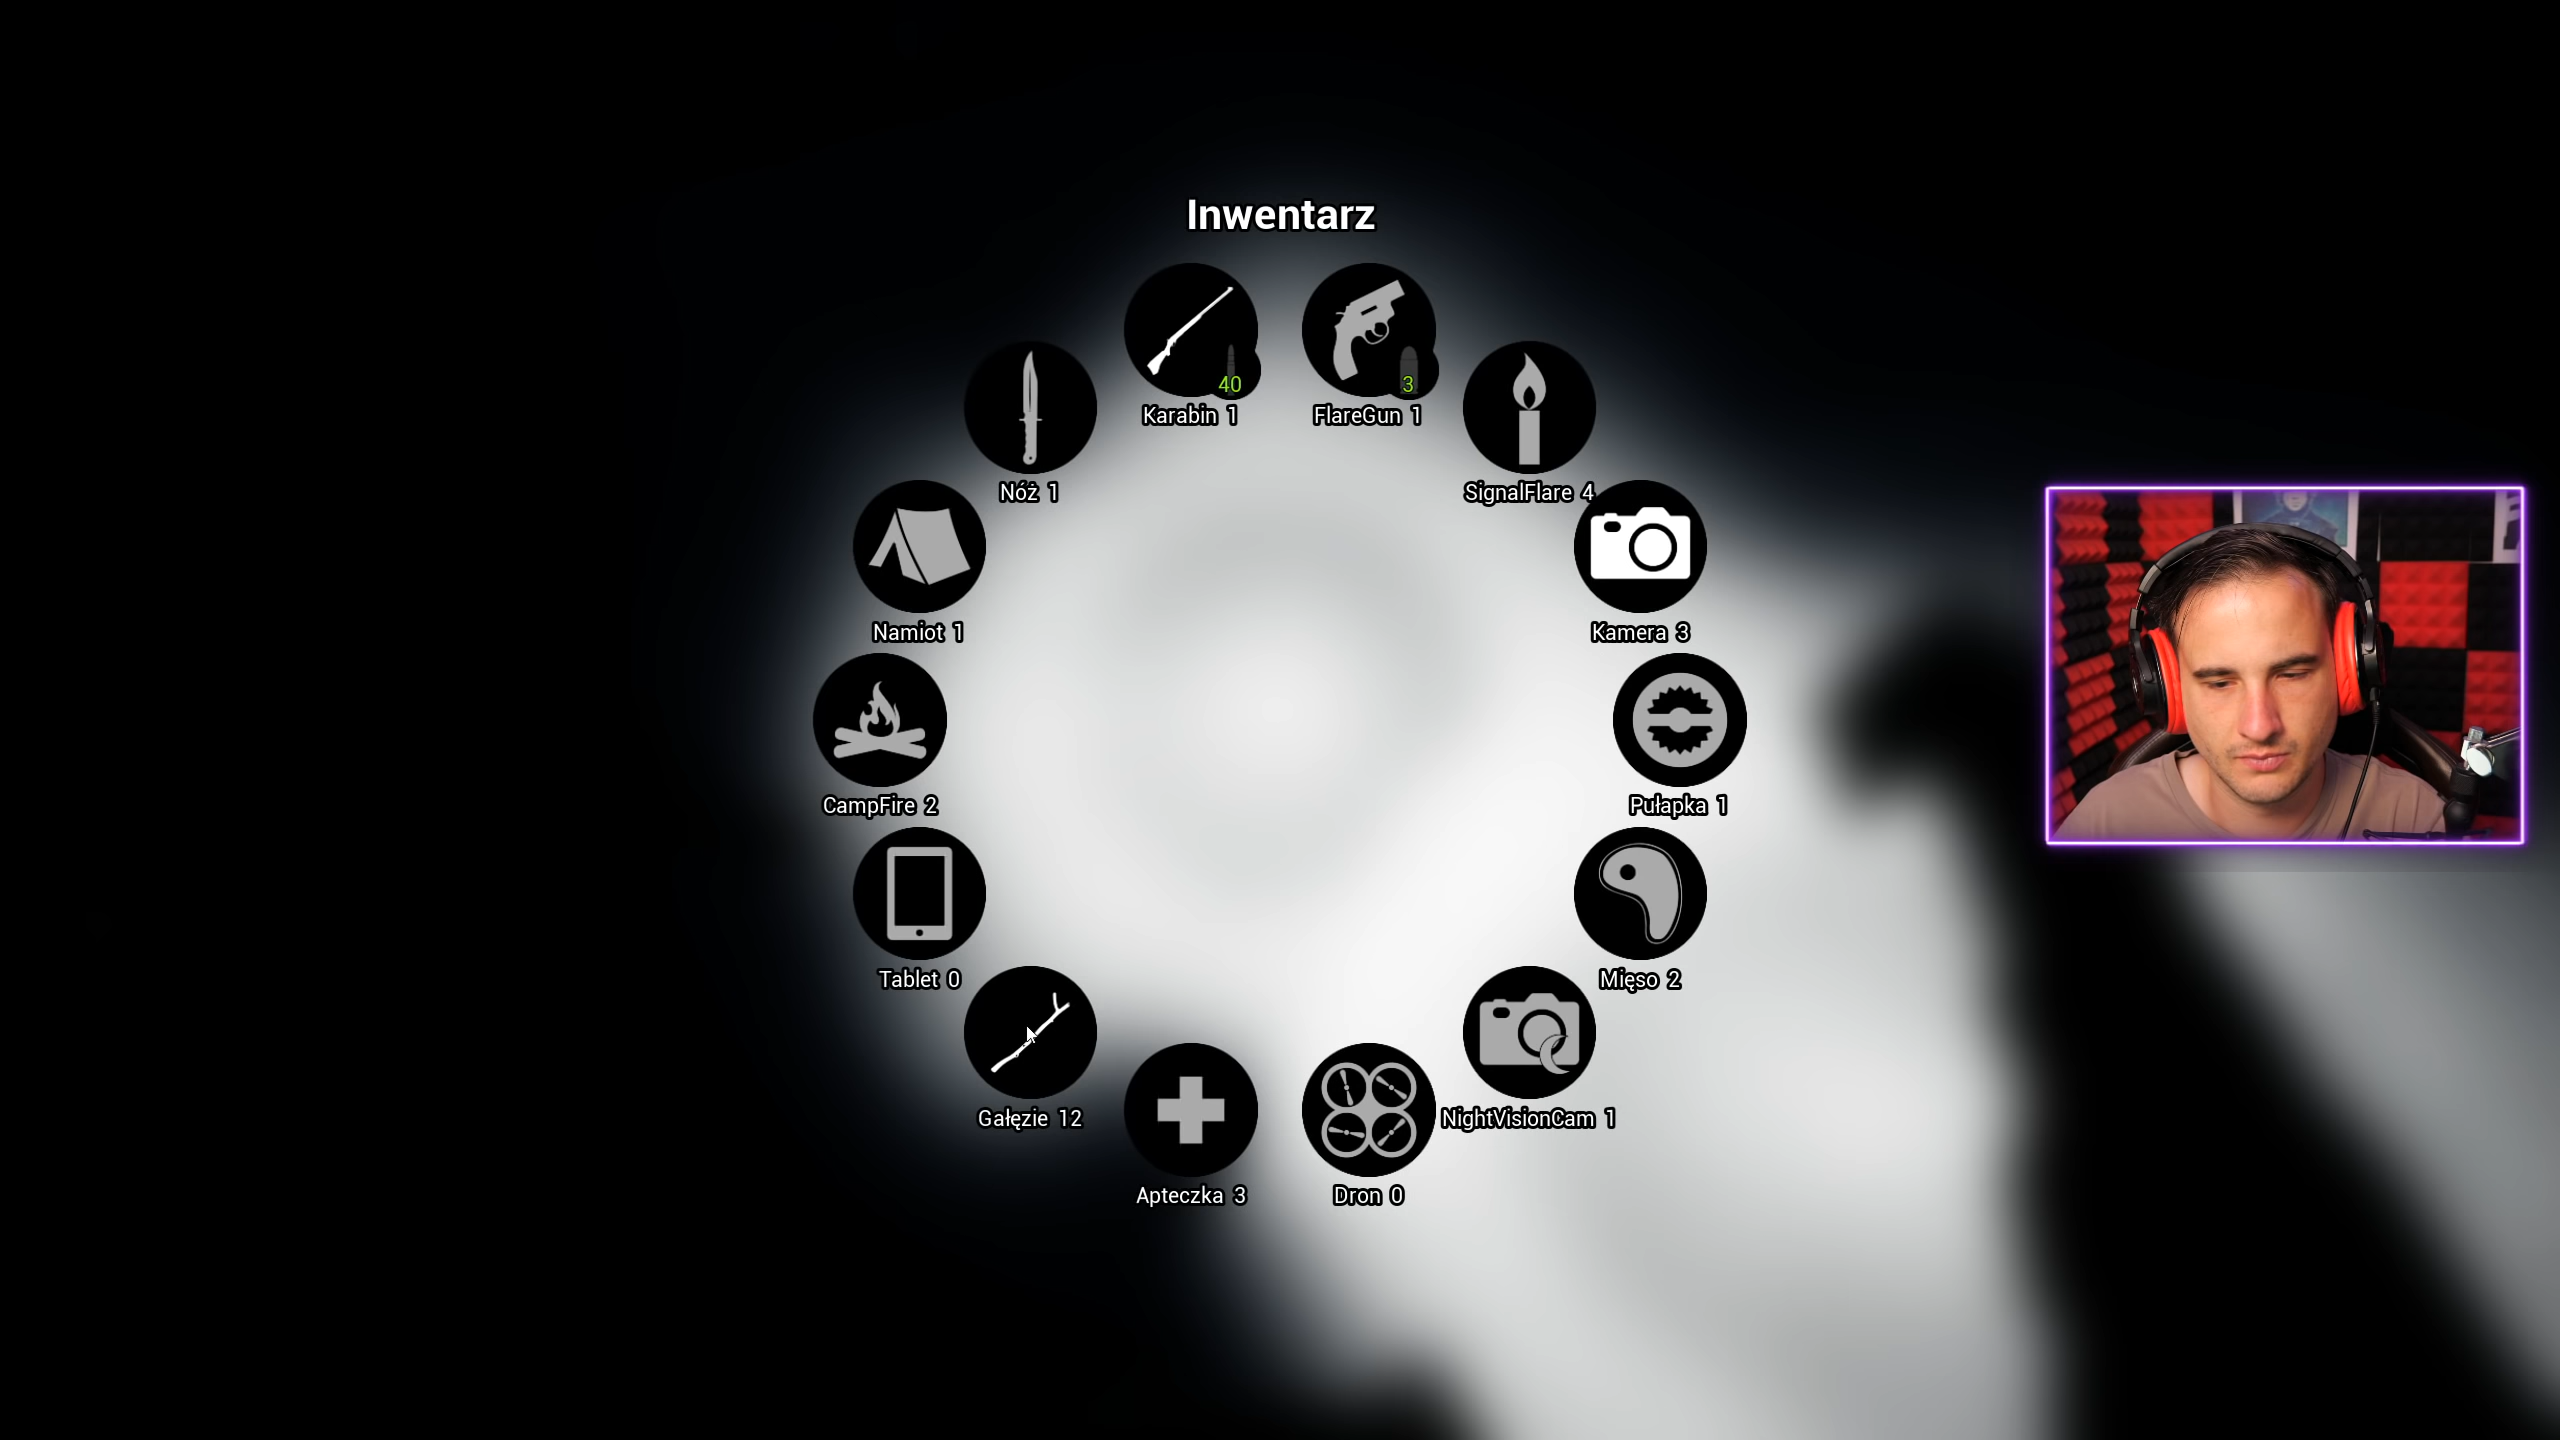 Inwentarz
40
Karabin 1
3
FlareGun 1
Nóż 1
SignalFlare 4
Namiot 1
Kamera 3
CampFire 2
Pułapka 1
Tablet 0
Mięso 2
Gałęzie 12
NightVisionCam 1
Apteczka 3
Dron 0